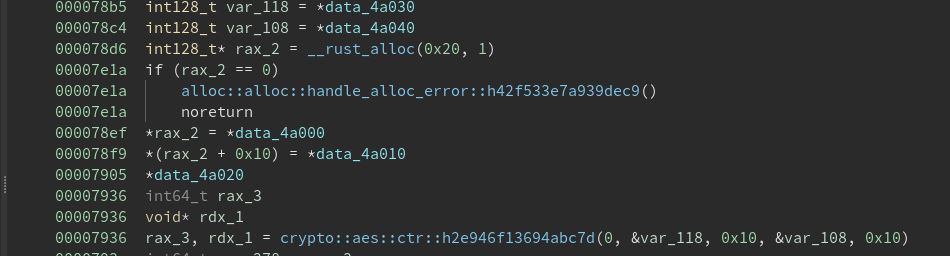 000078b5 int128_t var_118 = *data_4a030
000078c4 int128_t var_108 = *data_4a040
000078d6 int128_t* rax_2 = __rust_alloc(0x20, 1)
00007e1a if (rax_2 == 0)
00007e1a alloc::alloc::handle_alloc_error::h42f533e7a939dec9()
00007e1a noreturn
000078ef *rax_2 = *data_4a000
000078f9 *(rax_2 + 0x10) = *data_4a010
00007905 *data_4a020
00007936 int64_t rax_3
00007936 void* rdx_1
00007936 rax_3, rdx_1 = crypto::aes::ctr::h2e946f13694abc7d(0, &var_118, 0x10, &var_108, 0x10)